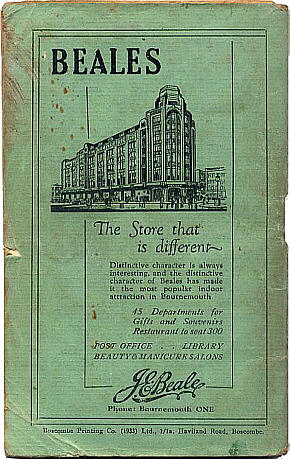 BEALES
The Store that
is different
Distinctive character is always
interesting, and the distinctive
character of Beales has made
it the most popular indoor
attraction in Bournemouth
45 Departments for
Gifts and Souvenirs
Restaurant to seat 300
POST OFFICE . . LIBRARY
BEAUTY & MANICURE SALONS
J.E.Beale
Phone: Bournemouth ONE
Boscombe Printing Co. (1933) Ltd., 1/1a, Haviland Road, Boscombe.